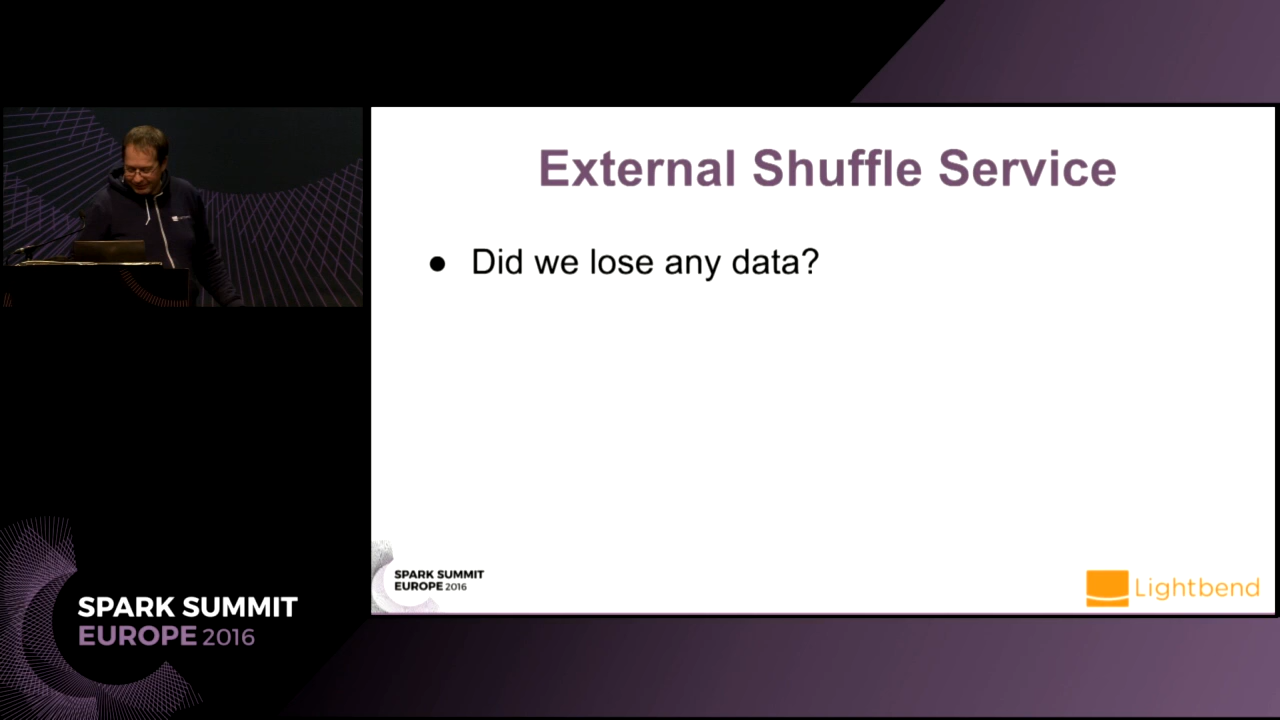 External Shuffle Service
● Did we lose any data?
SPARK SUMMIT
EUROPE 2016
Lightbend
SPARK SUMMIT
EUROPE 2016